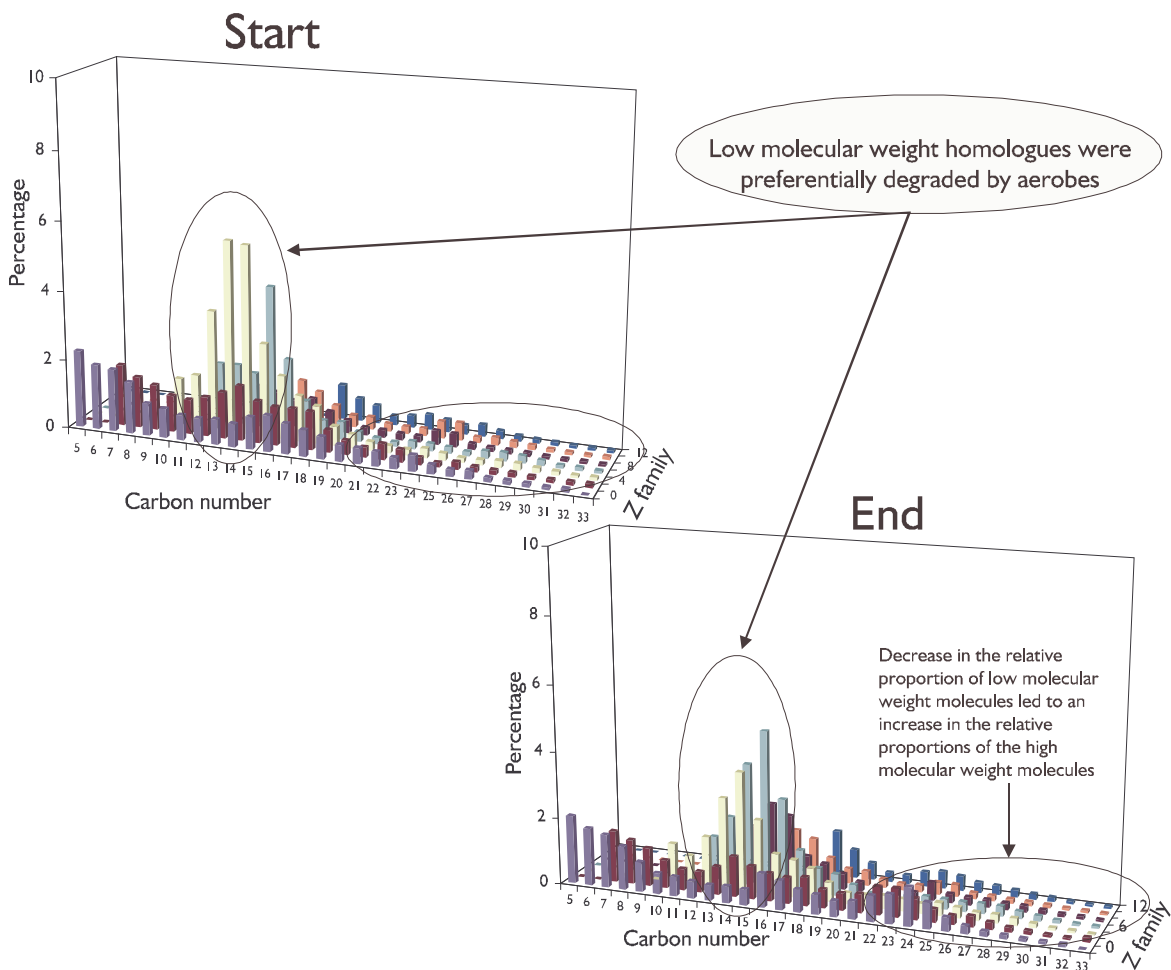 Start
10
8
6
4
2
0
Percentage
5 6 7 8 9 10 11 12 13 14 15 16 17 18 19 20 21 22 23 24 25 26 27 28 29 30 31 32 33
Carbon number
0
4
8
12
Z family
Low molecular weight homologues were
preferentially degraded by aerobes
End
10
8
6
4
2
0
Percentage
5 6 7 8 9 10 11 12 13 14 15 16 17 18 19 20 21 22 23 24 25 26 27 28 29 30 31 32 33
Carbon number
0
6
12
Z family
Decrease in the relative
proportion of low molecular
weight molecules led to an
increase in the relative
proportions of the high
molecular weight molecules